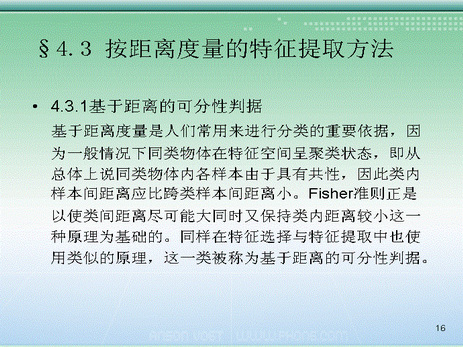 §4.3 按距离度量的特征提取方法
• 4.3.1基于距离的可分性判据
基于距离度量是人们常用来进行分类的重要依据，因
为一般情况下同类物体在特征空间呈聚类状态，即从
总体上说同类物体内各样本由于具有共性，因此类内
样本间距离应比跨类样本间距离小。Fisher准则正是
以使类间距离尽可能大同时又保持类内距离较小这一
种原理为基础的。同样在特征选择与特征提取中也使
用类似的原理，这一类被称为基于距离的可分性判据。
16